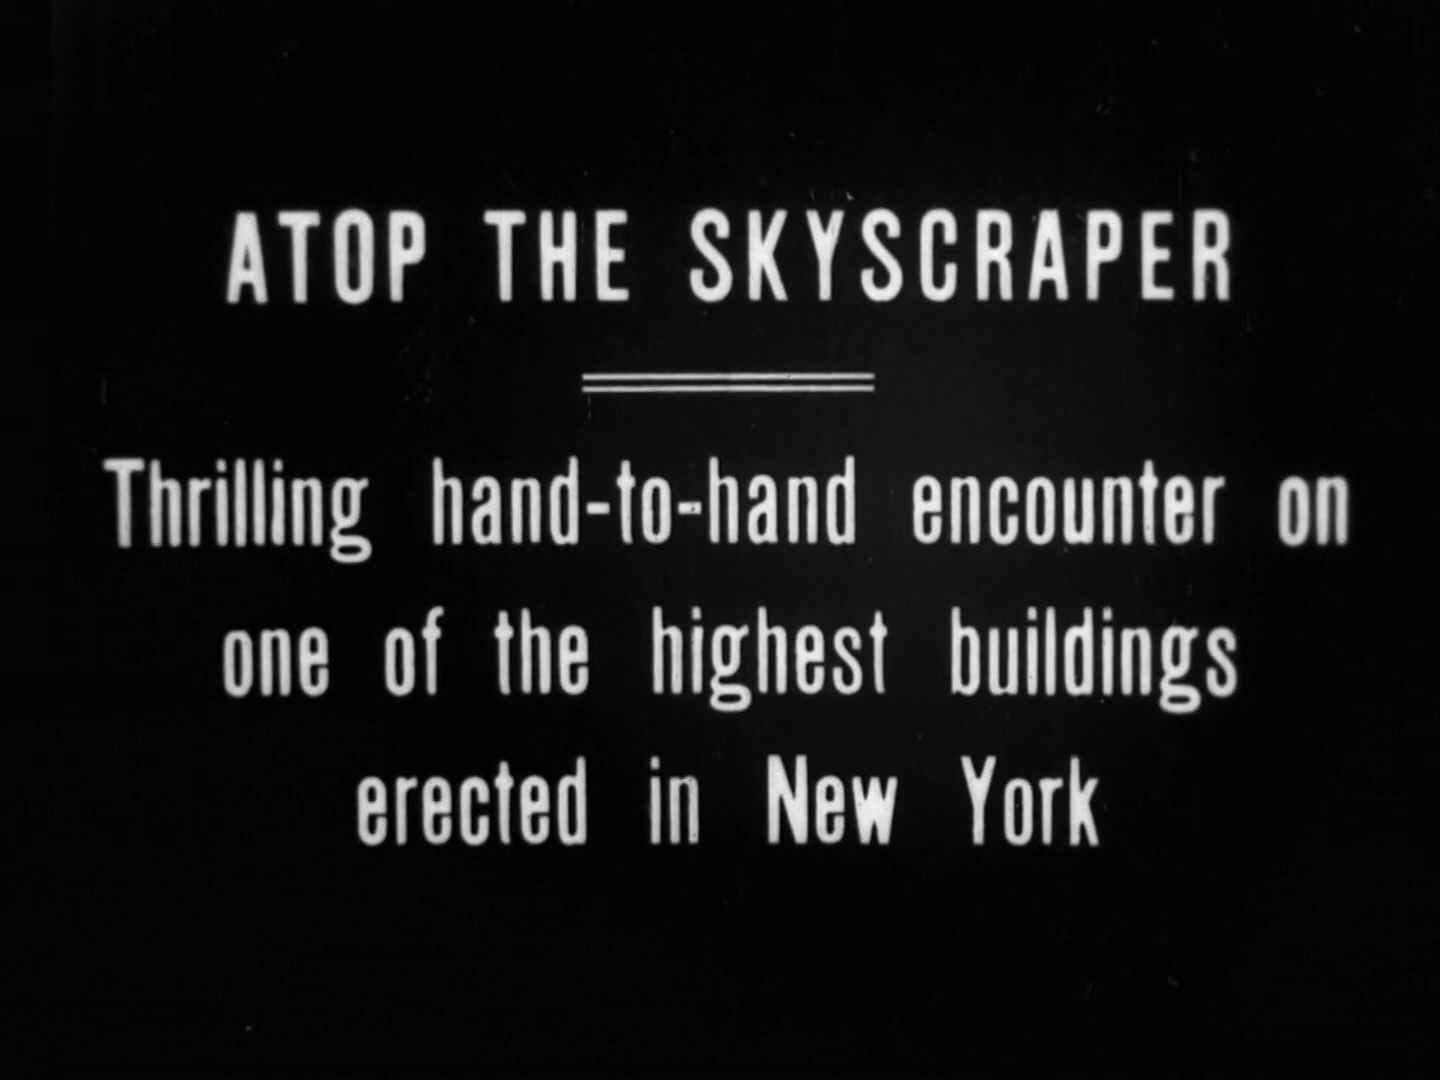 ATOP THE SKYSCRAPER
Thrilling hand-to-hand encounter on
one of the highest buildings
erected in New York